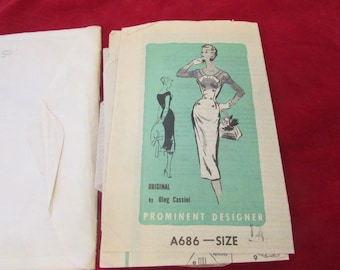 ORIGINAL
by Oleg Cassini
PROMINENT DESIGNER
A686 — SIZE
14